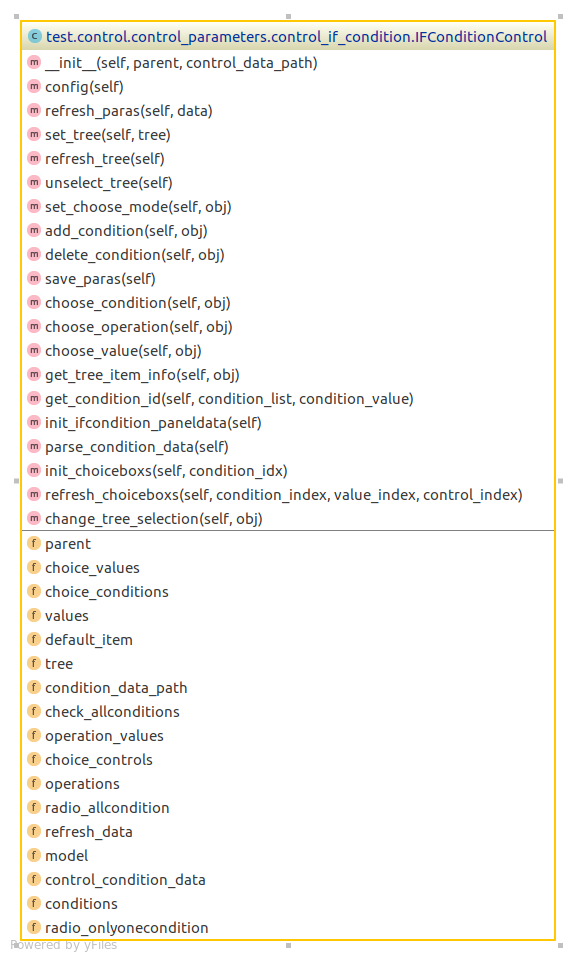 C test.control.control_parameters.control_if_condition.IFConditionControl
m __init__(self, parent, control_data_path)
m config(self)
m refresh_paras(self, data)
m set_tree(self, tree)
m refresh_tree(self)
m unselect_tree(self)
m set_choose_mode(self, obj)
m add_condition(self, obj)
m delete_condition(self, obj)
m save_paras(self)
m choose_condition(self, obj)
m choose_operation(self, obj)
m choose_value(self, obj)
m get_tree_item_info(self, obj)
m get_condition_id(self, condition_list, condition_value)
m init_ifcondition_paneldata(self)
m parse_condition_data(self)
m init_choiceboxs(self, condition_idx)
m refresh_choiceboxs(self, condition_index, value_index, control_index)
m change_tree_selection(self, obj)
f parent
f choice_values
f choice_conditions
f values
f default_item
f tree
f condition_data_path
f check_allconditions
f operation_values
f choice_controls
f operations
f radio_allcondition
f refresh_data
f model
f control_condition_data
f conditions
f radio_onlyonecondition
Powered by yFiles